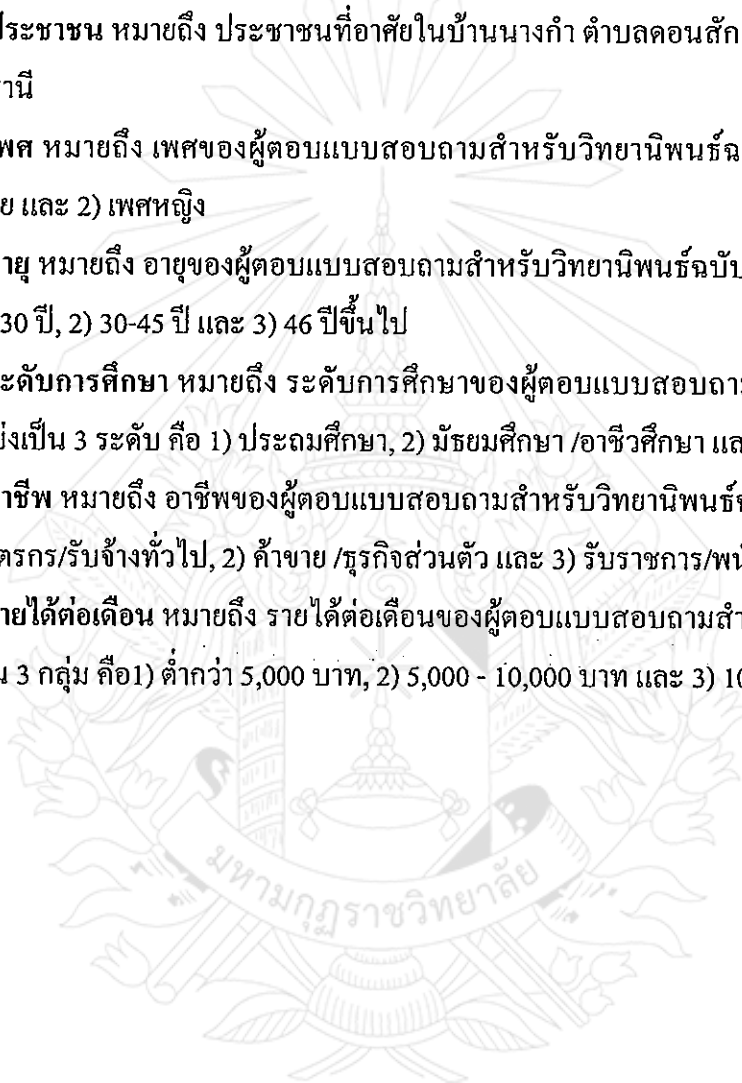 ประชาชน หมายถึง ประชาชนที่อาศัยในบ้านนางกำ ตำบลดอนสัก
านี
พศ หมายถึง เพศของผู้ตอบแบบสอบถามสำหรับวิทยานิพนธ์ฉ
ย และ 2) เพศหญิง
ายุ หมายถึง อายุของผู้ตอบแบบสอบถามสำหรับวิทยานิพนธ์ฉบับ
30 ปี, 2) 30-45 ปี และ 3) 46 ปีขึ้นไป
ะดับการศึกษา หมายถึง ระดับการศึกษาของผู้ตอบแบบสอบถา
บ่งเป็น 3 ระดับ คือ 1) ประถมศึกษา, 2) มัธยมศึกษา /อาชีวศึกษา แล
าชีพ หมายถึง อาชีพของผู้ตอบแบบสอบถามสำหรับวิทยานิพนธ์
ตรกร/รับจ้างทั่วไป, 2) ค้าขาย /ธุรกิจส่วนตัว และ 3) รับราชการ/พน
ายได้ต่อเดือน หมายถึง รายได้ต่อเดือนของผู้ตอบแบบสอบถามสำ
น 3 กลุ่ม คือ1) ต่ำกว่า 5,000 บาท, 2) 5,000 - 10,000 บาท และ 3) 10
มหามกุฏราชวิทยาลัย